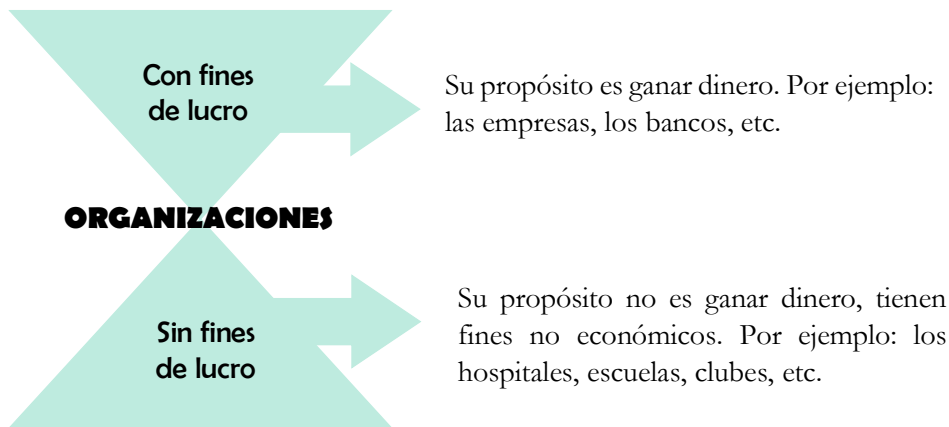 Con fines
de lucro
Su propósito es ganar dinero. Por ejemplo:
las empresas, los bancos, etc.
ORGANIZACIONES
Sin fines
de lucro
Su propósito no es ganar dinero, tienen
fines no económicos. Por ejemplo: los
hospitales, escuelas, clubes, etc.